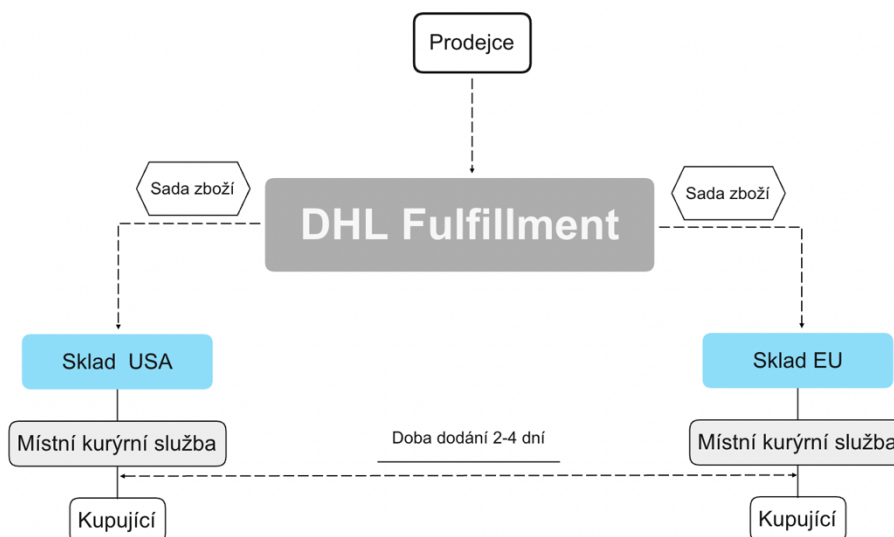 Prodejce
Sada zboží
Sada zboží
DHL Fulfillment
Sklad USA
Sklad EU
Místní kurýrní služba
Doba dodání 2-4 dní
Místní kurýrní služba
Kupující
Kupující